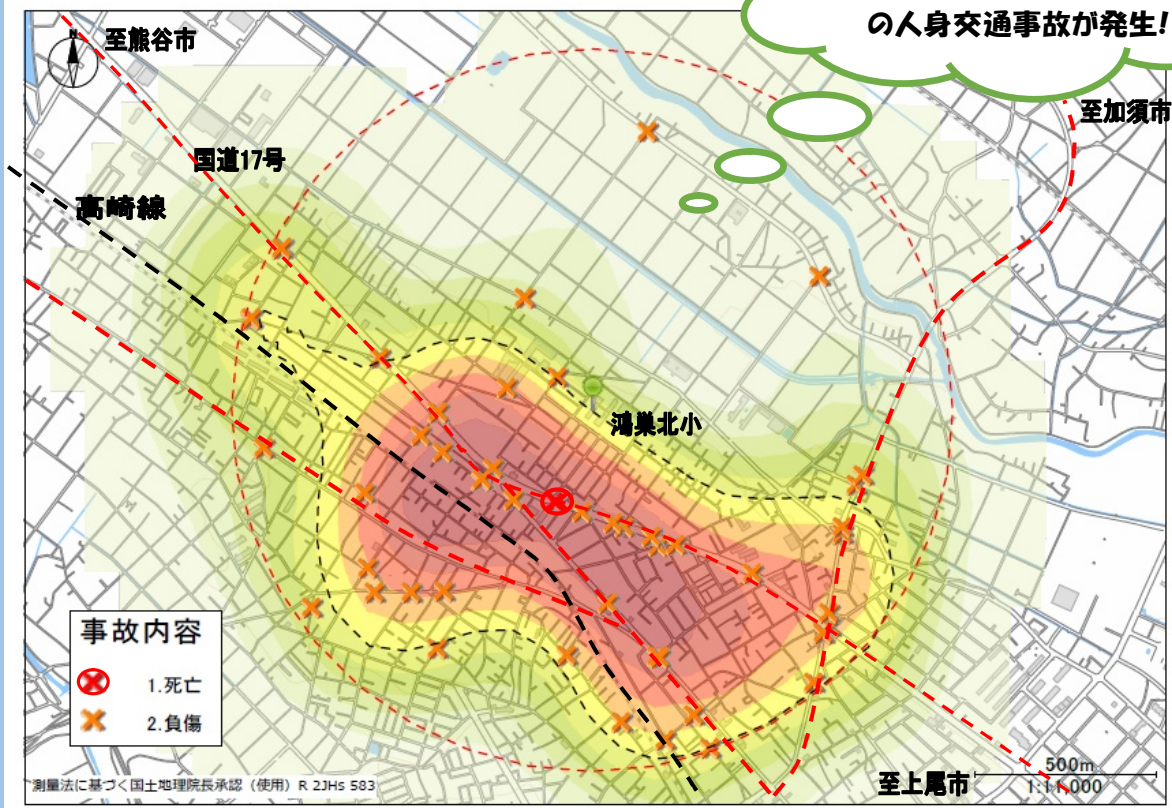 の人身交通事故が発生!
N
至熊谷市
至加須市
国道17号
高崎線
鴻巣北小
事故内容
1.死亡
2.負傷
測量法に基づく国土地理院長承認(使用) R 2JHs 583
至上尾市
500m
1:11,000